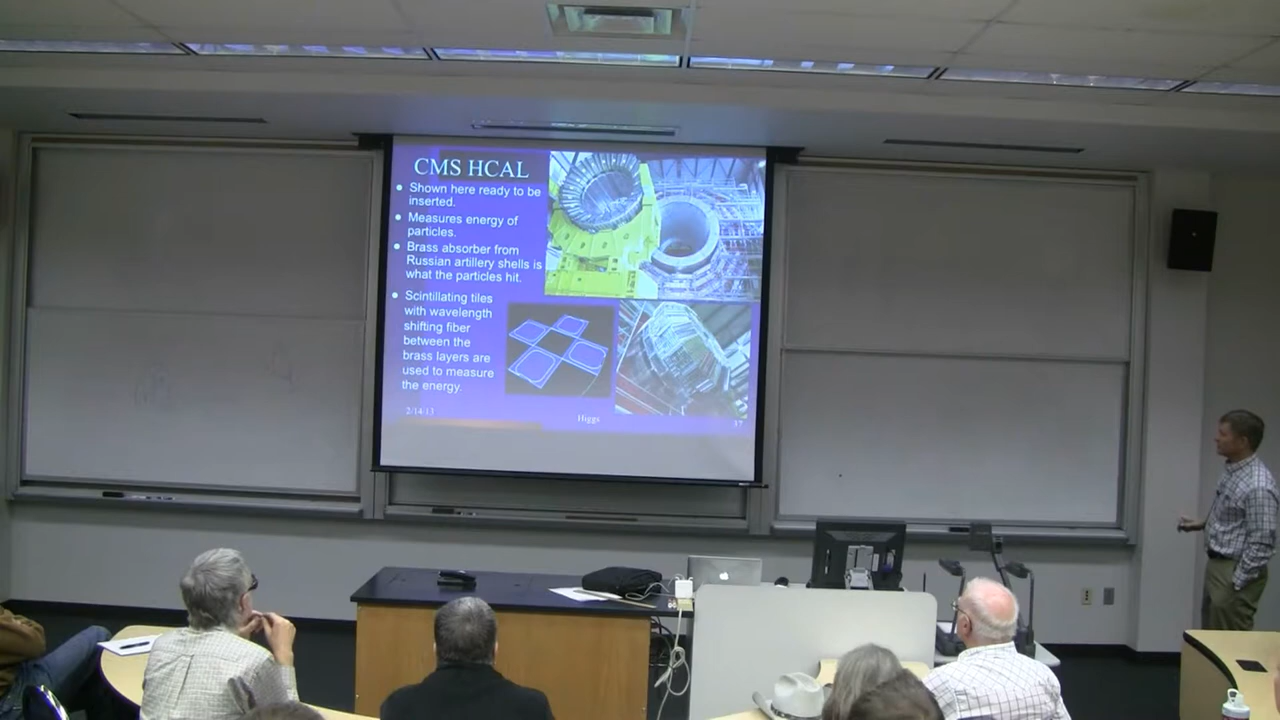 CMS HCAL
Shown here ready to be
inserted.
Measures energy of
particles.
Brass absorber from
Russian artillery shells is
what the particles hit.
Scintillating tiles
with wavelength
shifting fiber
between the
brass layers are
used to measure
the energy.
2/14/13
Higgs
37